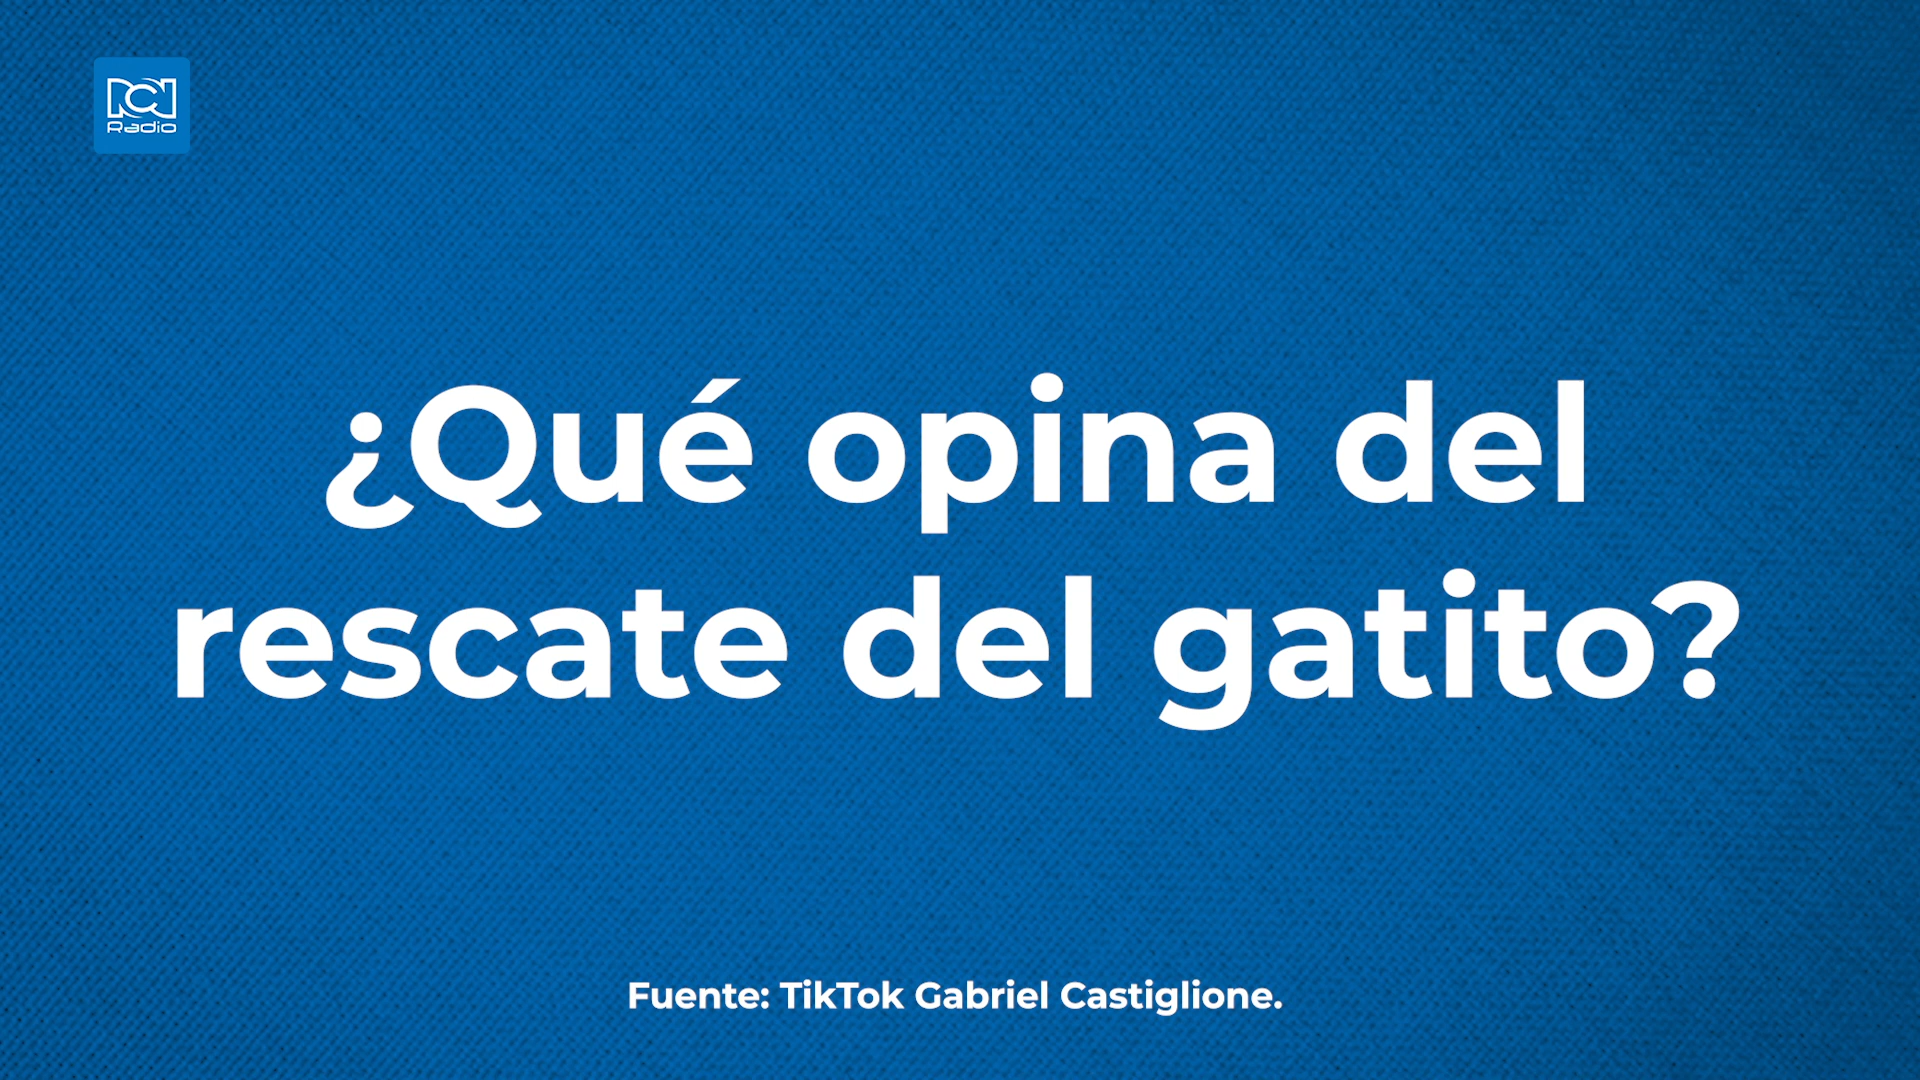 RCN
Radio
¿Qué opina del
rescate del gatito?
Fuente: TikTok Gabriel Castiglione.